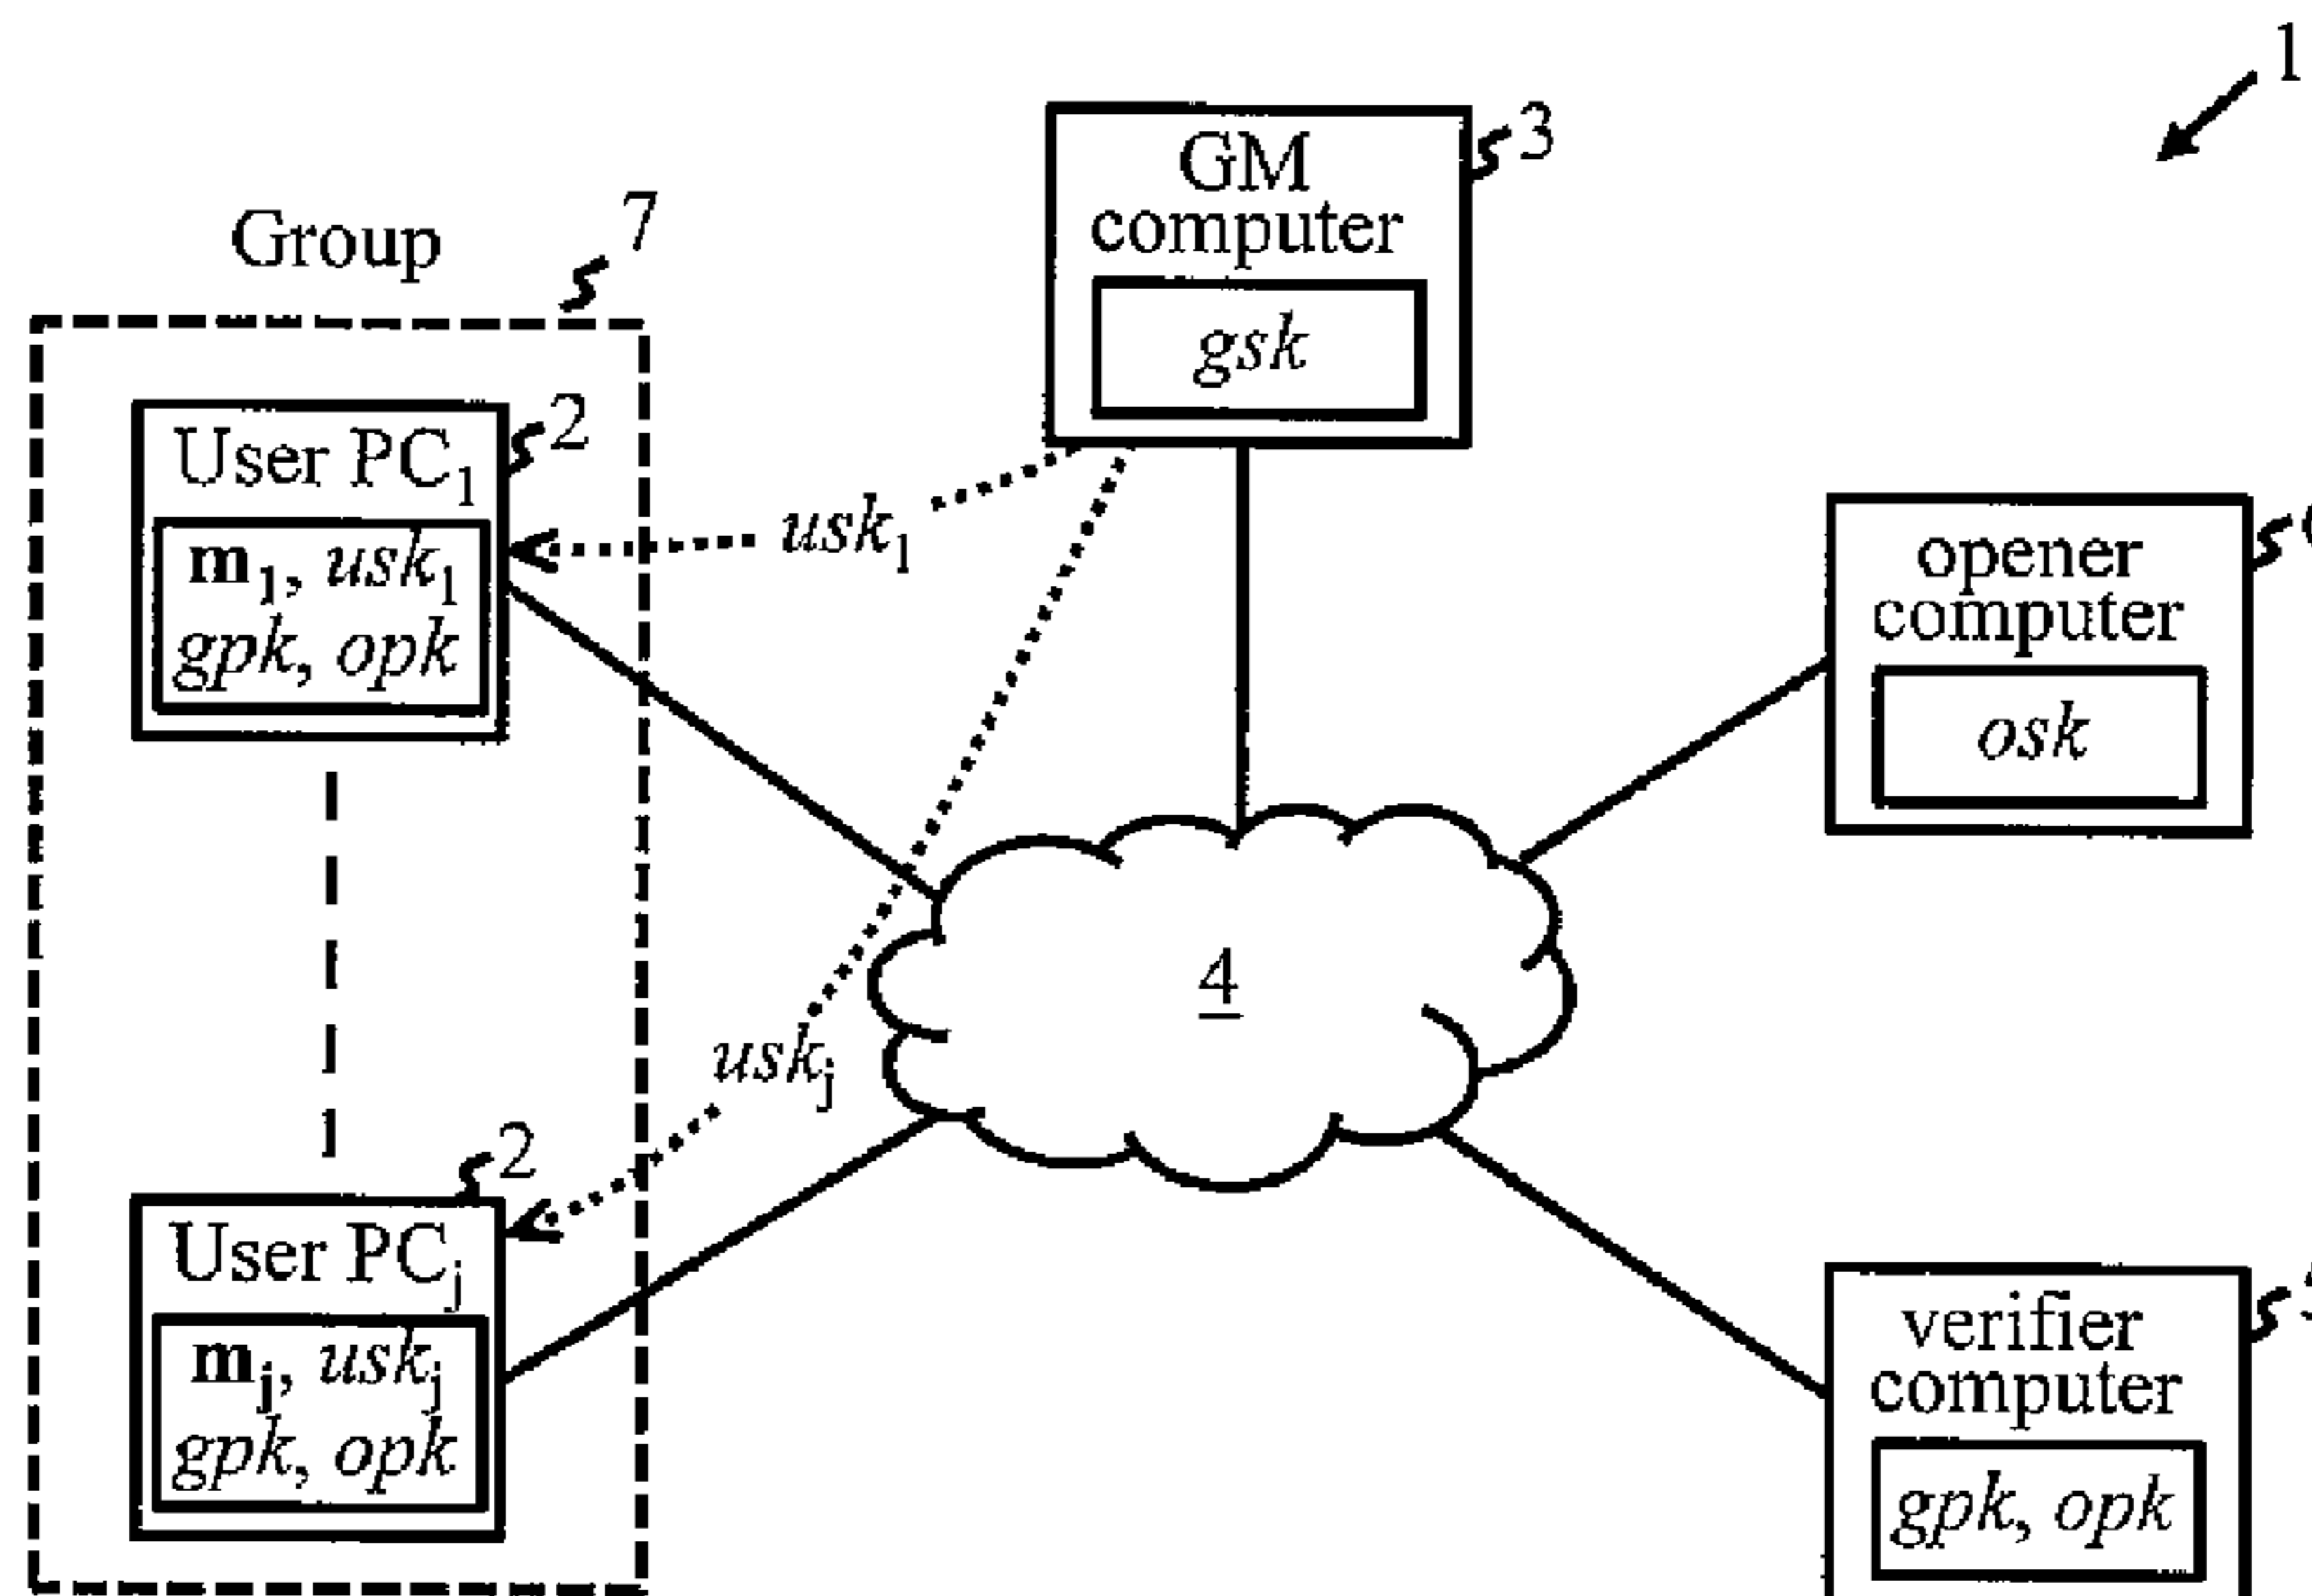 1
GM
computer
3
gsk
Group
7
User PC1
2
m1, usk1
gpk, opk
usk1
opener
computer
osk
4
uskj
User PCj
2
mj, uskj
gpk, opk
verifier
computer
gpk, opk